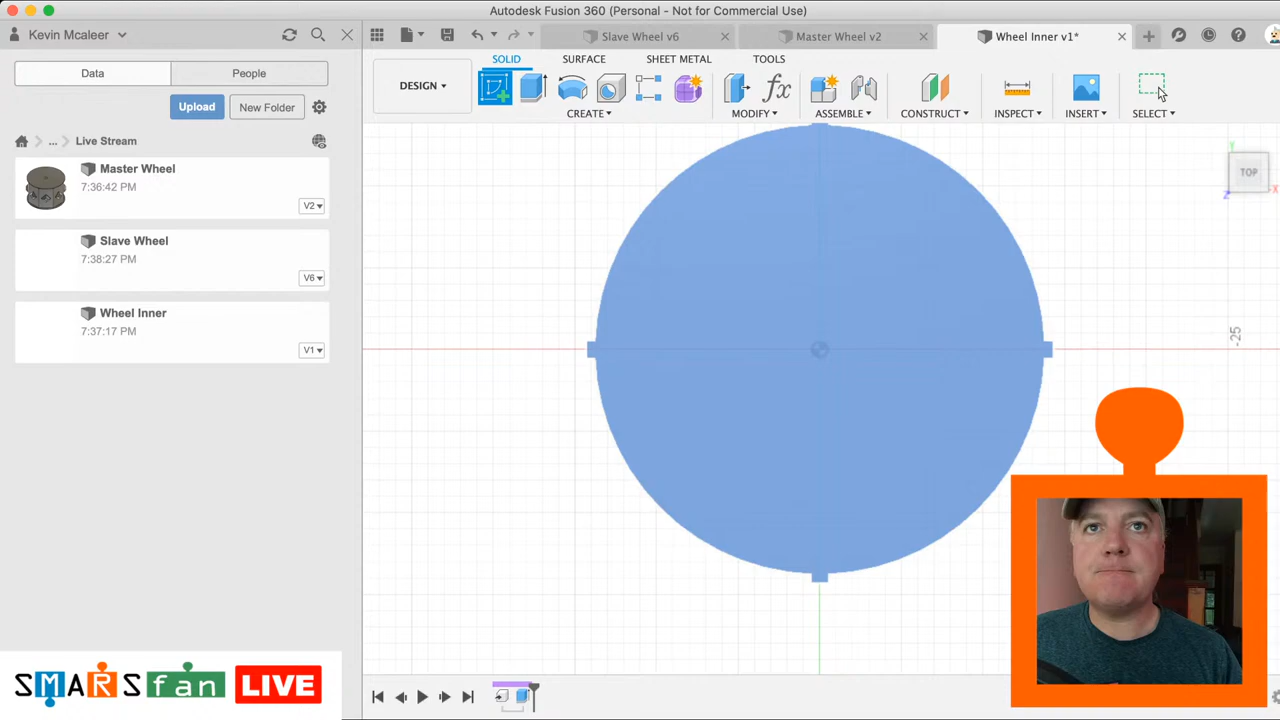 Autodesk Fusion 360 (Personal - Not for Commercial Use)
Kevin Mcaleer
Slave Wheel v6
Master Wheel v2
Wheel Inner v1*
Data
People
SOLID
SURFACE
SHEET METAL
TOOLS
DESIGN
Upload
New Folder
CREATE
MODIFY
ASSEMBLE
CONSTRUCT
INSPECT
INSERT
SELECT
... Live Stream
Master Wheel
7:36:42 PM
V2
Slave Wheel
7:38:27 PM
V6
Wheel Inner
7:37:17 PM
V1
Y
TOP
X
Z
-25
SMARSfan LIVE